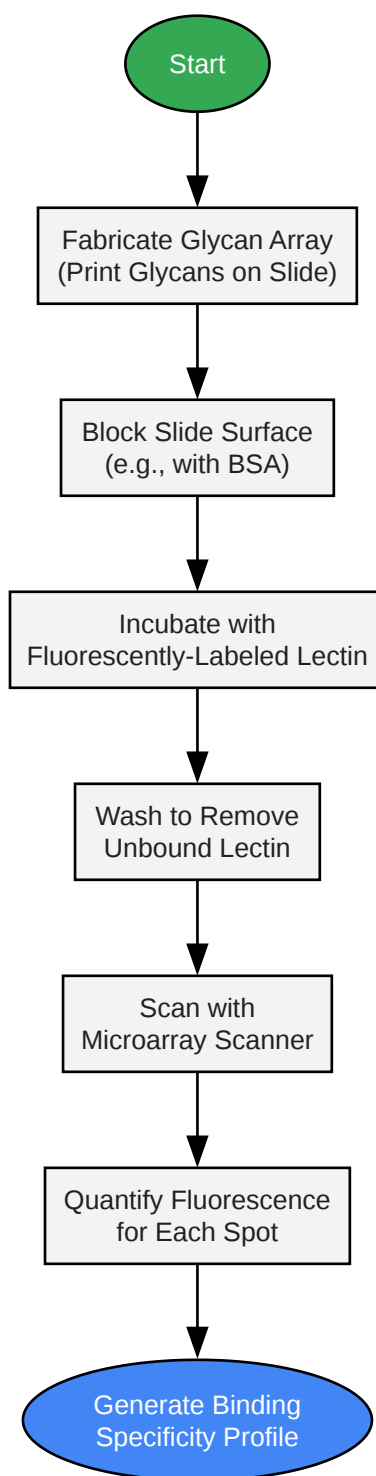 Start
Fabricate Glycan Array
(Print Glycans on Slide)
Block Slide Surface
(e.g., with BSA)
Incubate with
Fluorescently-Labeled Lectin
Wash to Remove
Unbound Lectin
Scan with
Microarray Scanner
Quantify Fluorescence
for Each Spot
Generate Binding
Specificity Profile